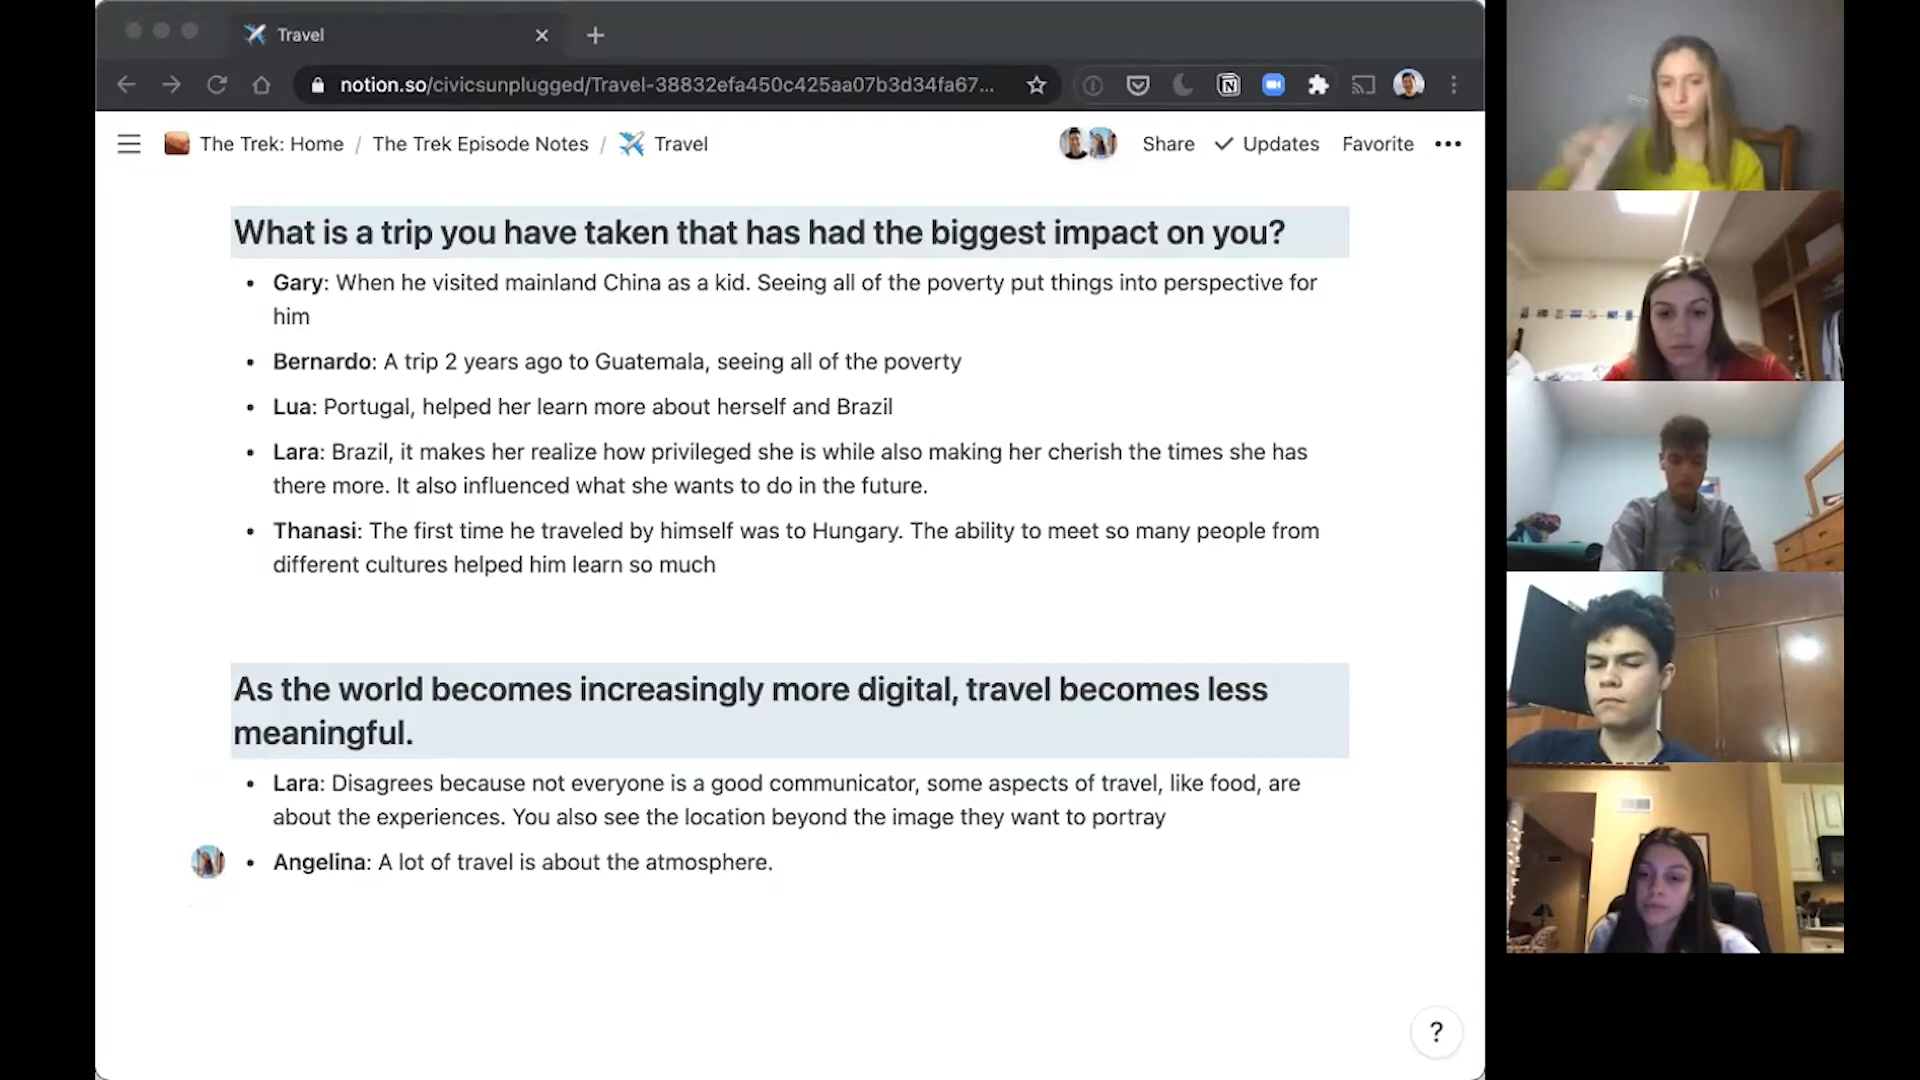 Travel
notion.so/civicsunplugged/Travel-38832efa450c425aa07b3d34fa67...
The Trek: Home / The Trek Episode Notes / Travel
Share ✓ Updates Favorite •••
What is a trip you have taken that has had the biggest impact on you?
• Gary: When he visited mainland China as a kid. Seeing all of the poverty put things into perspective for
him
• Bernardo: A trip 2 years ago to Guatemala, seeing all of the poverty
• Lua: Portugal, helped her learn more about herself and Brazil
• Lara: Brazil, it makes her realize how privileged she is while also making her cherish the times she has
there more. It also influenced what she wants to do in the future.
• Thanasi: The first time he traveled by himself was to Hungary. The ability to meet so many people from
different cultures helped him learn so much
As the world becomes increasingly more digital, travel becomes less
meaningful.
• Lara: Disagrees because not everyone is a good communicator, some aspects of travel, like food, are
about the experiences. You also see the location beyond the image they want to portray
• Angelina: A lot of travel is about the atmosphere.
?